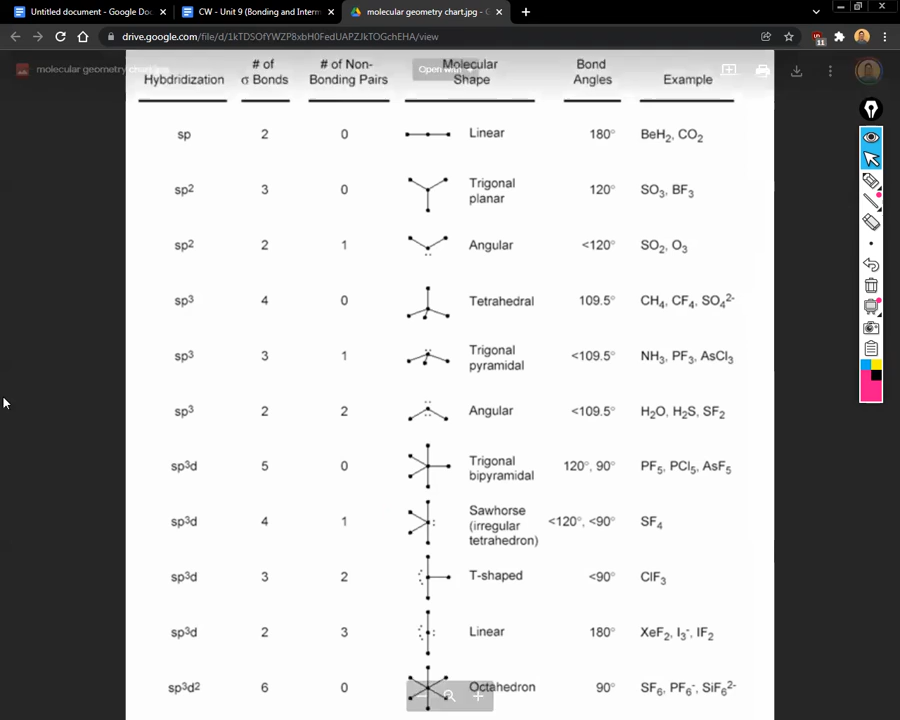 Untitled document - Google Doc
CW - Unit 9 (Bonding and Interm
molecular geometry chart.jpg - G
drive.google.com/file/d/1kTDSOfYWZP8xbH0FedUAPZJkTOGchEHA/view
11
molecular geometry chart.jpg
Open with
Hybdridization
# of σ Bonds
# of Non-Bonding Pairs
Molecular Shape
Bond Angles
Example
sp 2 0 Linear 180° BeH₂, CO₂
sp2 3 0 Trigonal planar 120° SO₃, BF₃
sp² 2 1 Angular <120° SO₂, O₃
sp³ 4 0 Tetrahedral 109.5° CH₄, CF₄, SO₄²⁻
sp³ 3 1 Trigonal pyramidal <109.5° NH₃, PF₃, AsCl₃
sp³ 2 2 Angular <109.5° H₂O, H₂S, SF₂
sp³d 5 0 Trigonal bipyramidal 120°, 90° PF₅, PCl₅, AsF₅
sp³d 4 1 Sawhorse (irregular tetrahedron) <120°, <90° SF₄
sp³d 3 2 T-shaped <90° ClF₃
sp³d 2 3 Linear 180° XeF₂, I₃⁻, IF₂
sp³d² 6 0 Octahedron 90° SF₆, PF₆⁻, SiF₆²⁻